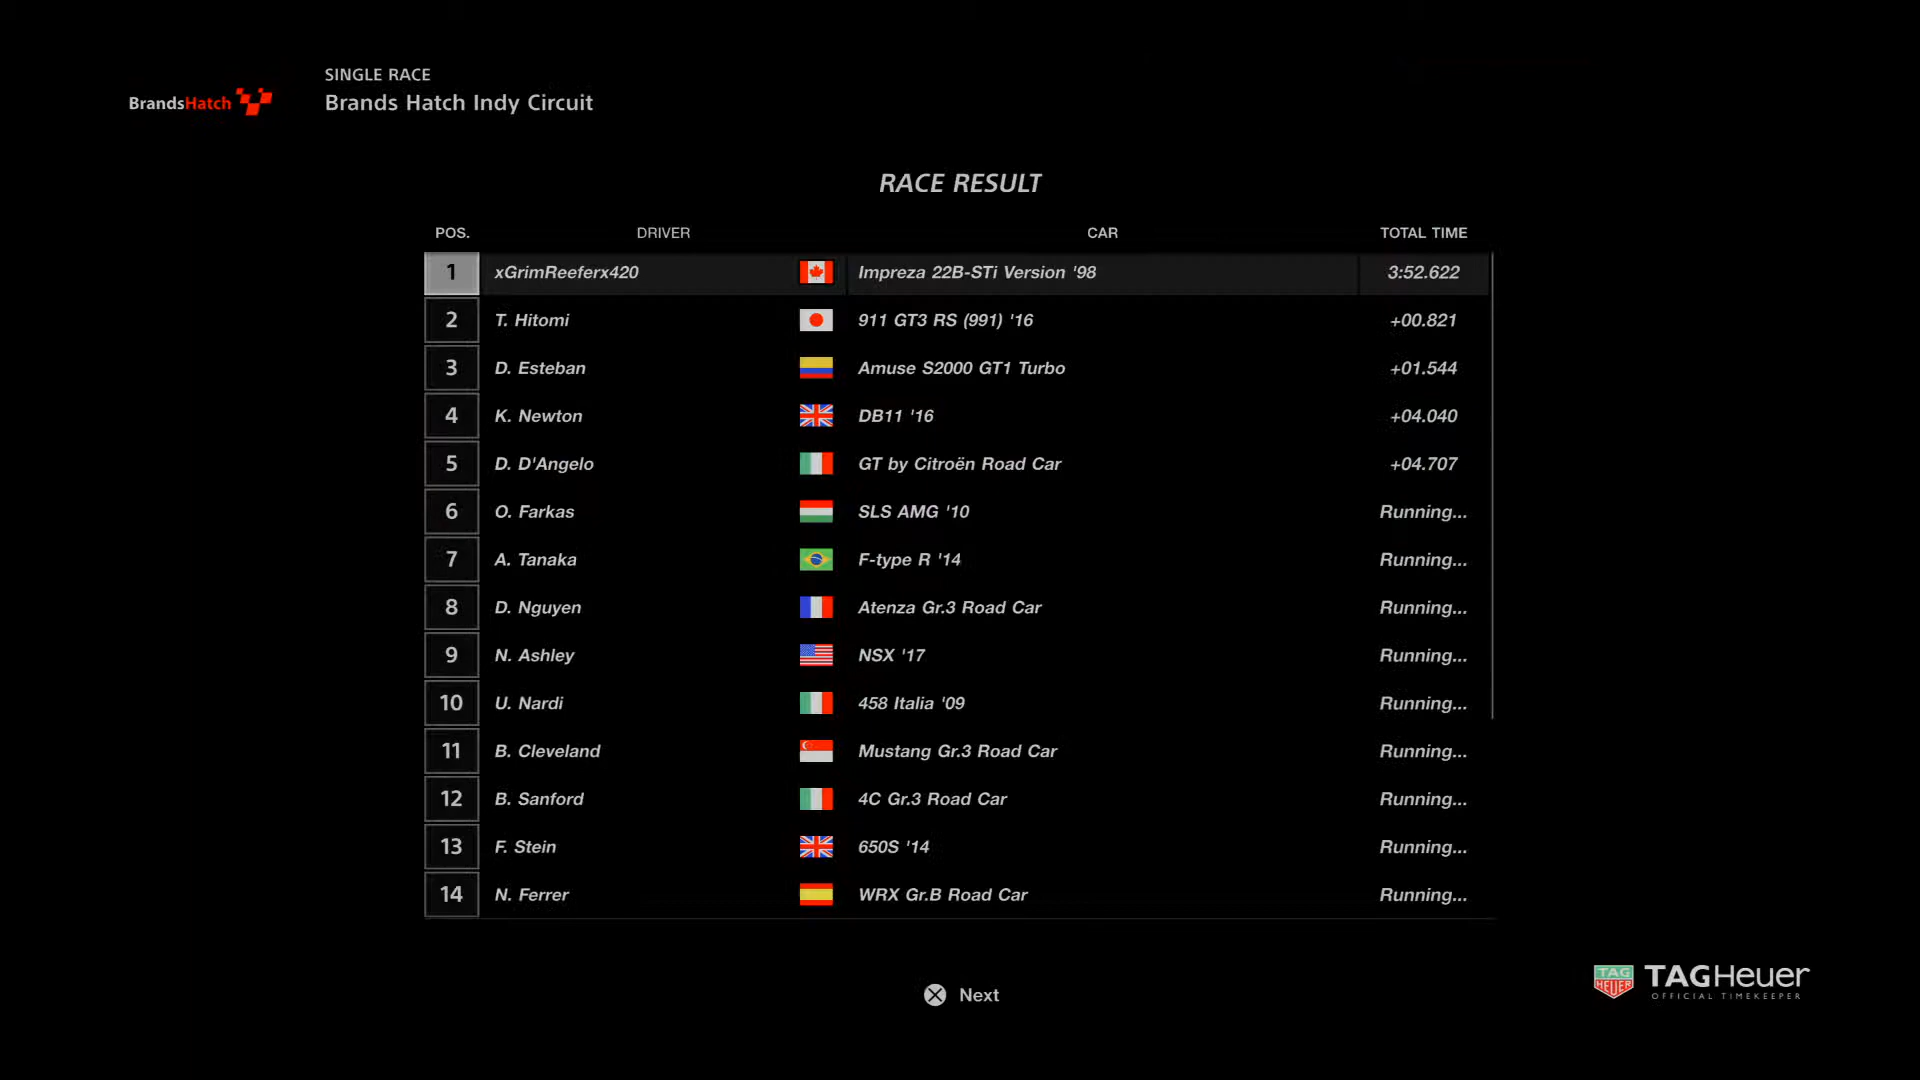 SINGLE RACE
BrandsHatch
Brands Hatch Indy Circuit
RACE RESULT
POS. DRIVER CAR TOTAL TIME
1 xGrimReeferx420 Impreza 22B-STi Version '98 3:52.622
2 T. Hitomi 911 GT3 RS (991) '16 +00.821
3 D. Esteban Amuse S2000 GT1 Turbo +01.544
4 K. Newton DB11 '16 +04.040
5 D. D'Angelo GT by Citroën Road Car +04.707
6 O. Farkas SLS AMG '10 Running...
7 A. Tanaka F-type R '14 Running...
8 D. Nguyen Atenza Gr.3 Road Car Running...
9 N. Ashley NSX '17 Running...
10 U. Nardi 458 Italia '09 Running...
11 B. Cleveland Mustang Gr.3 Road Car Running...
12 B. Sanford 4C Gr.3 Road Car Running...
13 F. Stein 650S '14 Running...
14 N. Ferrer WRX Gr.B Road Car Running...
Next
TAG HEUER TAGHeuer
OFFICIAL TIMEKEEPER